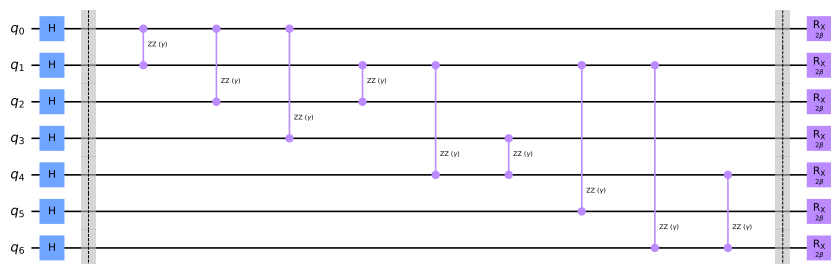 q0 H RX 2β
ZZ (γ)
q1 H ZZ (γ) ZZ (γ) RX 2β
q2 H RX 2β
ZZ (γ)
q3 H RX 2β
ZZ (γ) ZZ (γ)
q4 H RX 2β
ZZ (γ)
q5 H RX 2β
ZZ (γ) ZZ (γ)
q6 H RX 2β